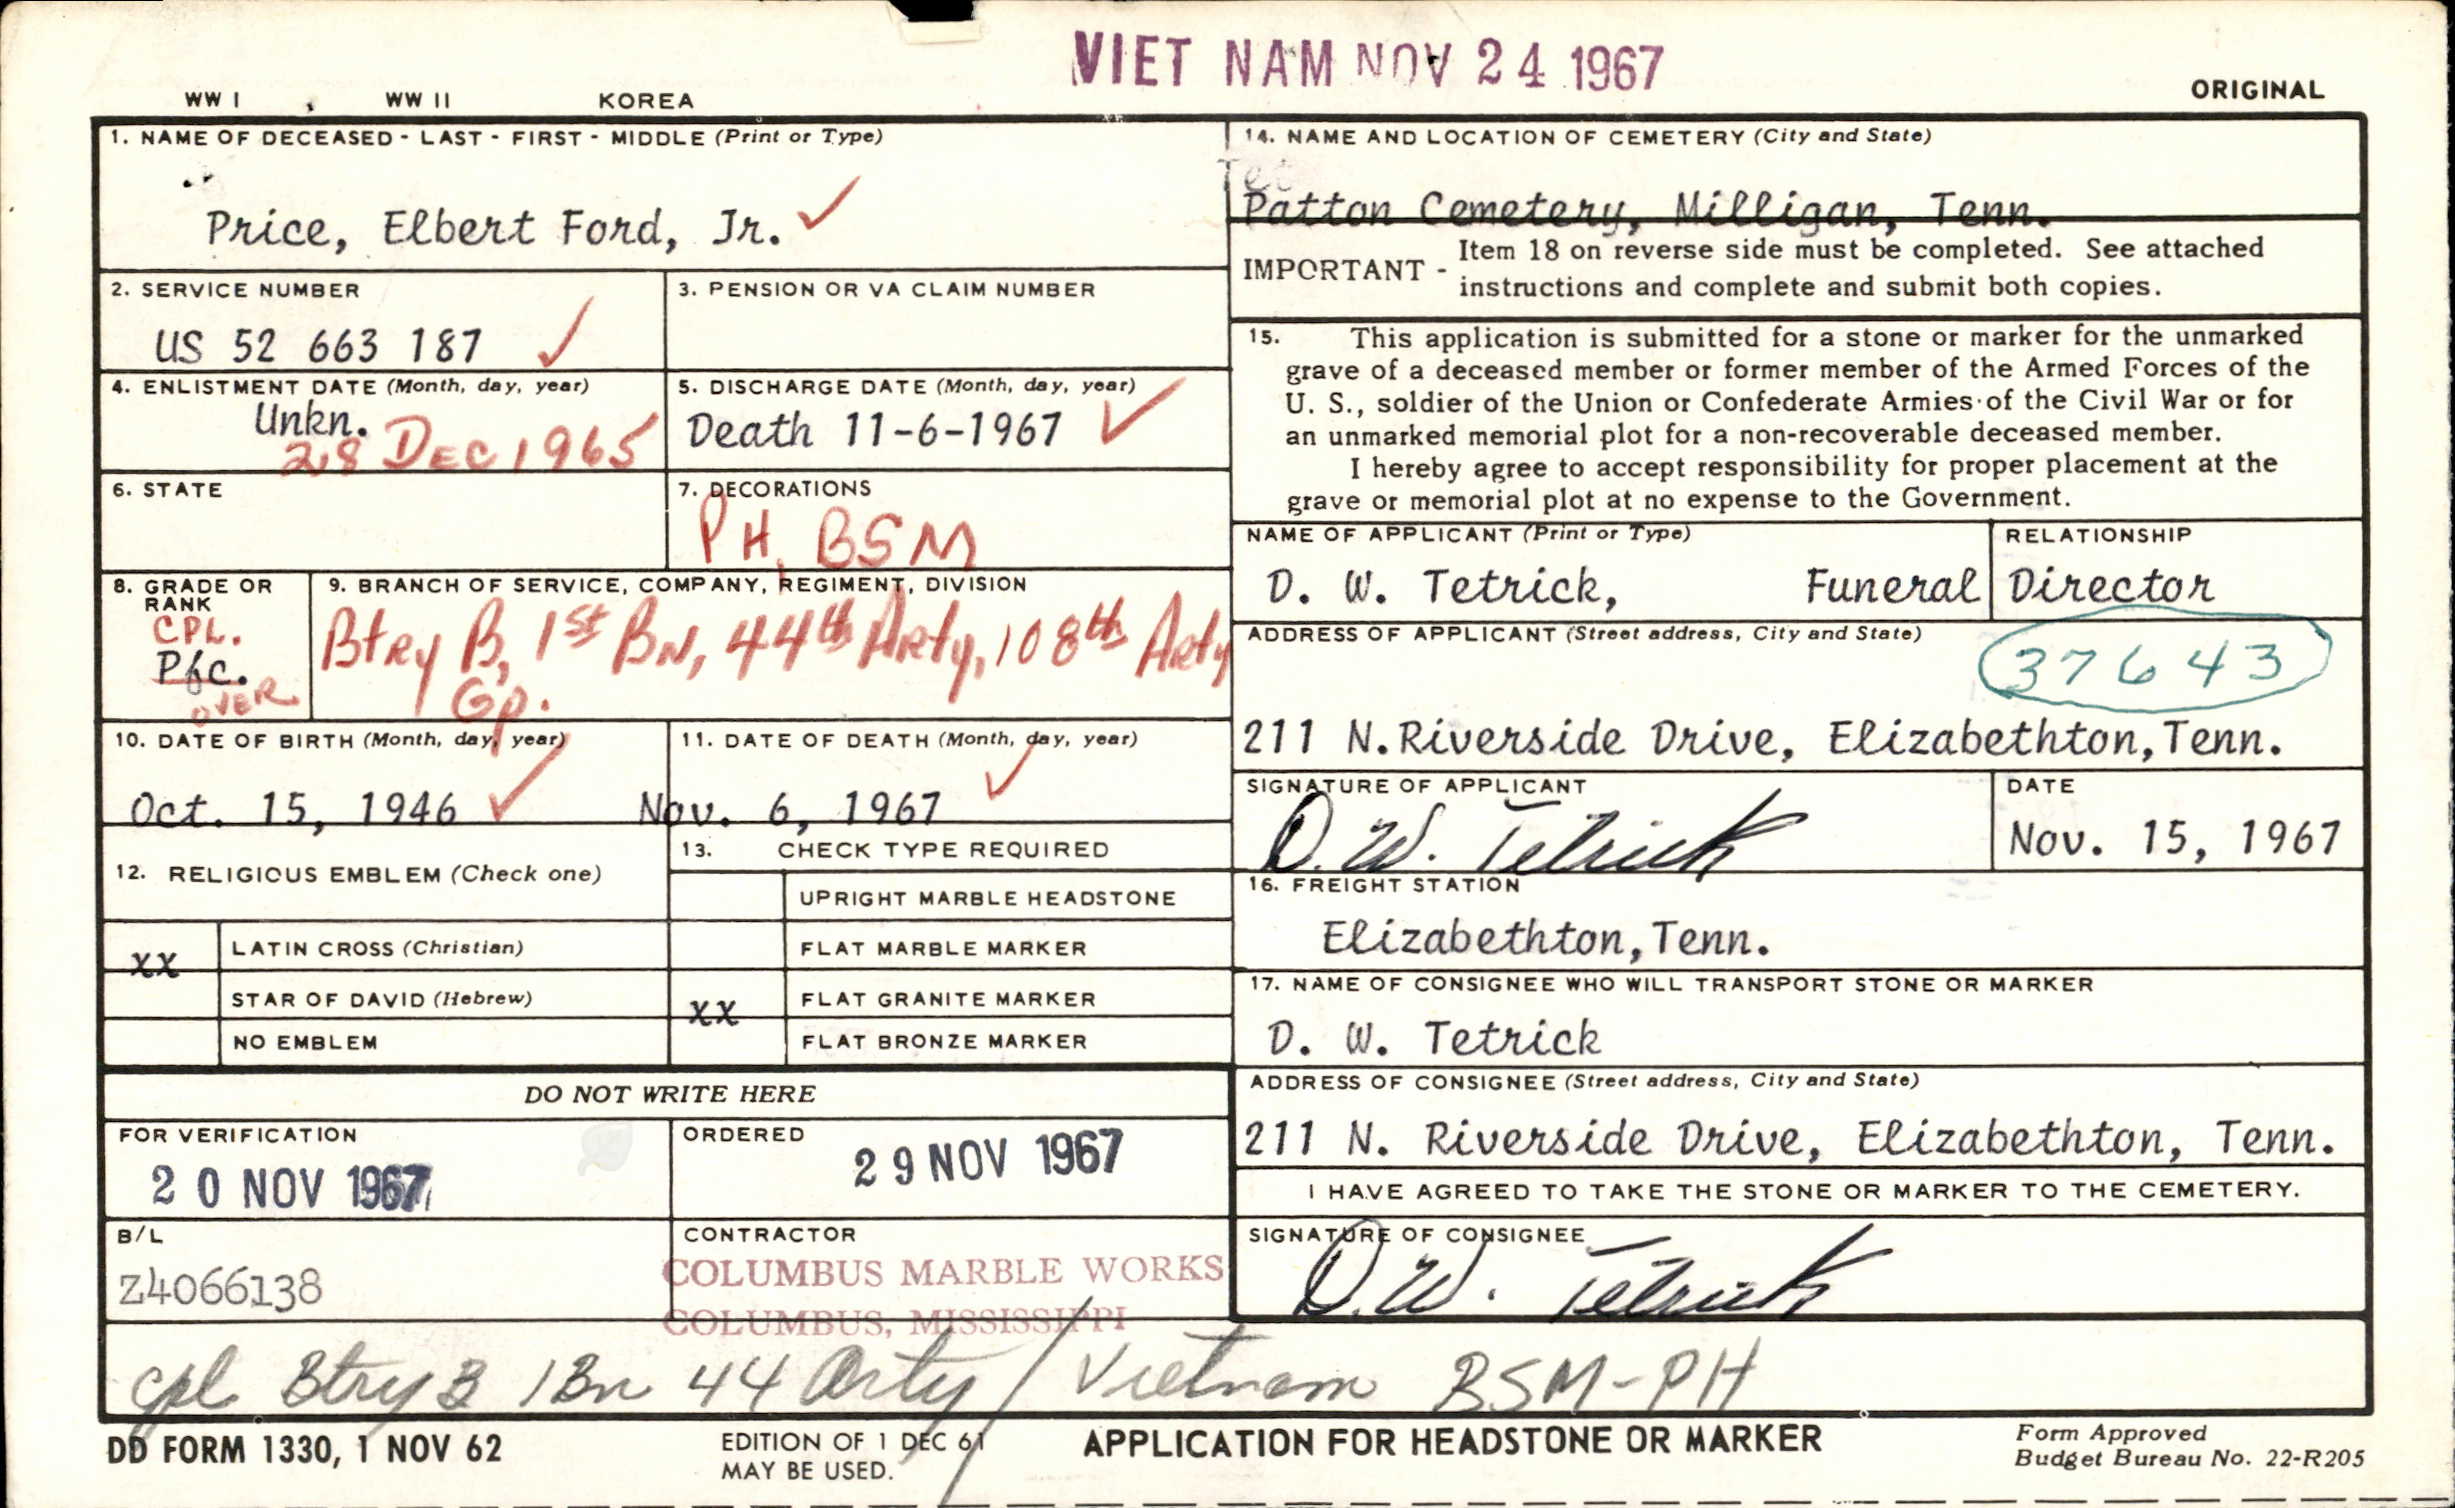 VIET NAM NOV 24 1967
WW I WW II KOREA ORIGINAL
1. NAME OF DECEASED - LAST - FIRST - MIDDLE (Print or Type)
Price, Elbert Ford, Jr. ✓
2. SERVICE NUMBER
US 52 663 187 ✓
3. PENSION OR VA CLAIM NUMBER
4. ENLISTMENT DATE (Month, day, year)
Unkn.
28 DEC 1965
5. DISCHARGE DATE (Month, day, year)
Death 11-6-1967 ✓
6. STATE
7. DECORATIONS
PH, BSM
8. GRADE OR
RANK
CPL.
Pfc.
OVER
9. BRANCH OF SERVICE, COMPANY, REGIMENT, DIVISION
Btry B, 1st Bn, 44th Arty, 108th Arty
Gp.
10. DATE OF BIRTH (Month, day, year)
Oct. 15, 1946 ✓
11. DATE OF DEATH (Month, day, year)
Nov. 6, 1967 ✓
12. RELIGIOUS EMBLEM (Check one)
xx LATIN CROSS (Christian)
STAR OF DAVID (Hebrew)
NO EMBLEM
13. CHECK TYPE REQUIRED
UPRIGHT MARBLE HEADSTONE
FLAT MARBLE MARKER
xx FLAT GRANITE MARKER
FLAT BRONZE MARKER
DO NOT WRITE HERE
FOR VERIFICATION
20 NOV 1967
ORDERED
29 NOV 1967
B/L
Z4066138
CONTRACTOR
COLUMBUS MARBLE WORKS
COLUMBUS, MISSISSIPPI
14. NAME AND LOCATION OF CEMETERY (City and State)
Patton Cemetery, Milligan, Tenn.
IMPORTANT - Item 18 on reverse side must be completed. See attached
instructions and complete and submit both copies.
15. This application is submitted for a stone or marker for the unmarked
grave of a deceased member or former member of the Armed Forces of the
U. S., soldier of the Union or Confederate Armies of the Civil War or for
an unmarked memorial plot for a non-recoverable deceased member.
I hereby agree to accept responsibility for proper placement at the
grave or memorial plot at no expense to the Government.
NAME OF APPLICANT (Print or Type) RELATIONSHIP
D. W. Tetrick, Funeral Director
ADDRESS OF APPLICANT (Street address, City and State)
37643
211 N. Riverside Drive, Elizabethton, Tenn.
SIGNATURE OF APPLICANT
D. W. Tetrick
DATE
Nov. 15, 1967
16. FREIGHT STATION
Elizabethton, Tenn.
17. NAME OF CONSIGNEE WHO WILL TRANSPORT STONE OR MARKER
D. W. Tetrick
ADDRESS OF CONSIGNEE (Street address, City and State)
211 N. Riverside Drive, Elizabethton, Tenn.
I HAVE AGREED TO TAKE THE STONE OR MARKER TO THE CEMETERY.
SIGNATURE OF CONSIGNEE
D. W. Tetrick
Cpl Btry B 1 Bn 44 Arty / Vietnam BSM-PH
DD FORM 1330, 1 NOV 62
EDITION OF 1 DEC 61
MAY BE USED.
APPLICATION FOR HEADSTONE OR MARKER
Form Approved
Budget Bureau No. 22-R205